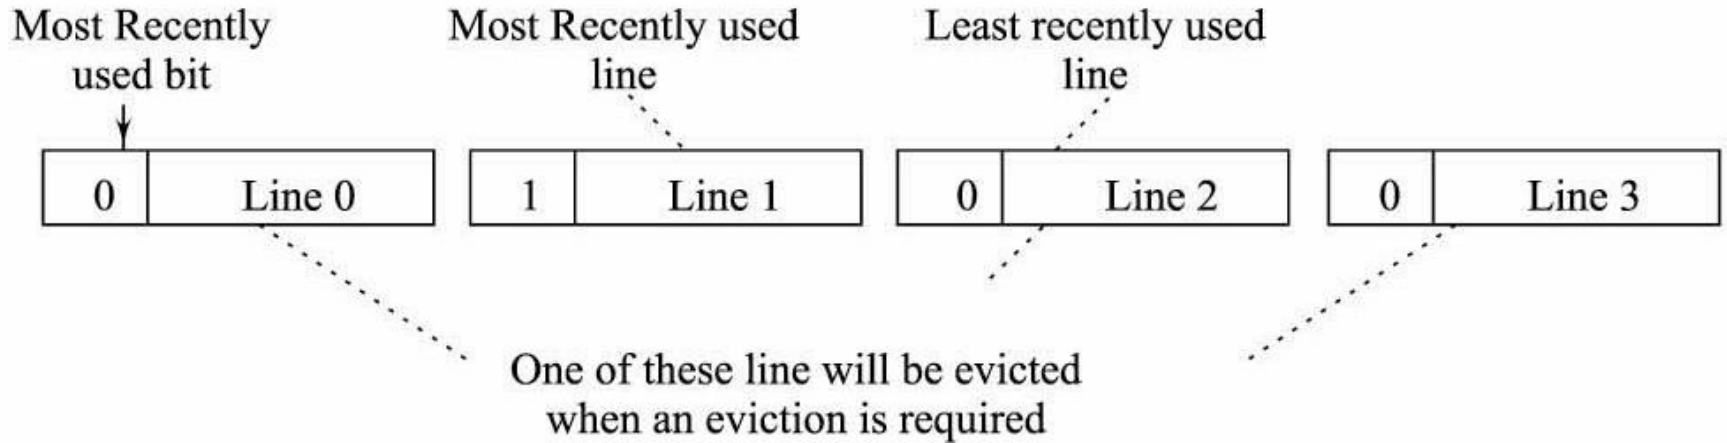 Most Recently
used bit
Most Recently used
line
Least recently used
line
0 Line 0
1 Line 1
0 Line 2
0 Line 3
One of these line will be evicted
when an eviction is required